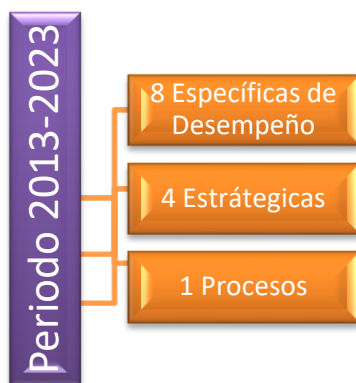 Periodo 2013-2023
8 Específicas de
Desempeño
4 Estrátegicas
1 Procesos